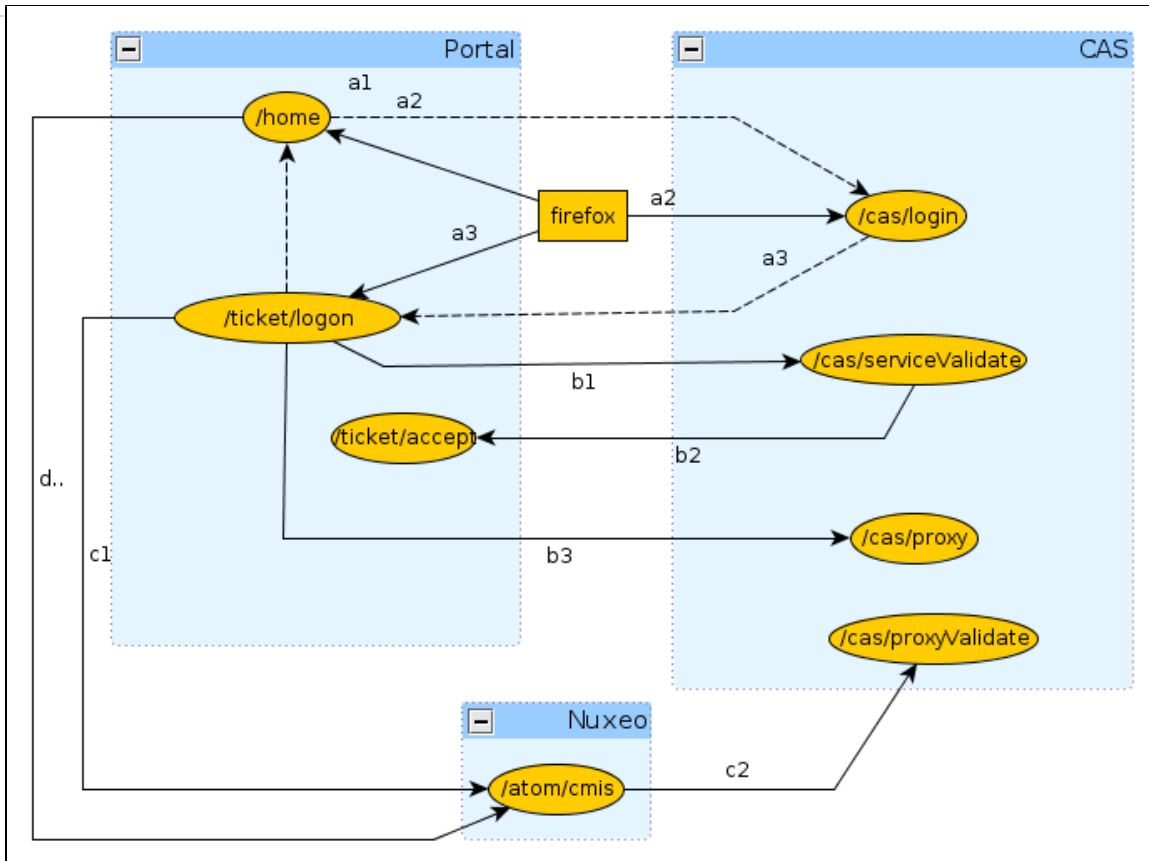 Portal
CAS
a1
a2
/home
firefox
a2
/cas/login
a3
a3
/ticket/logon
/cas/serviceValidate
b1
/ticket/accept
b2
d..
/cas/proxy
c1
b3
/cas/proxyValidate
Nuxeo
c2
/atom/cmis